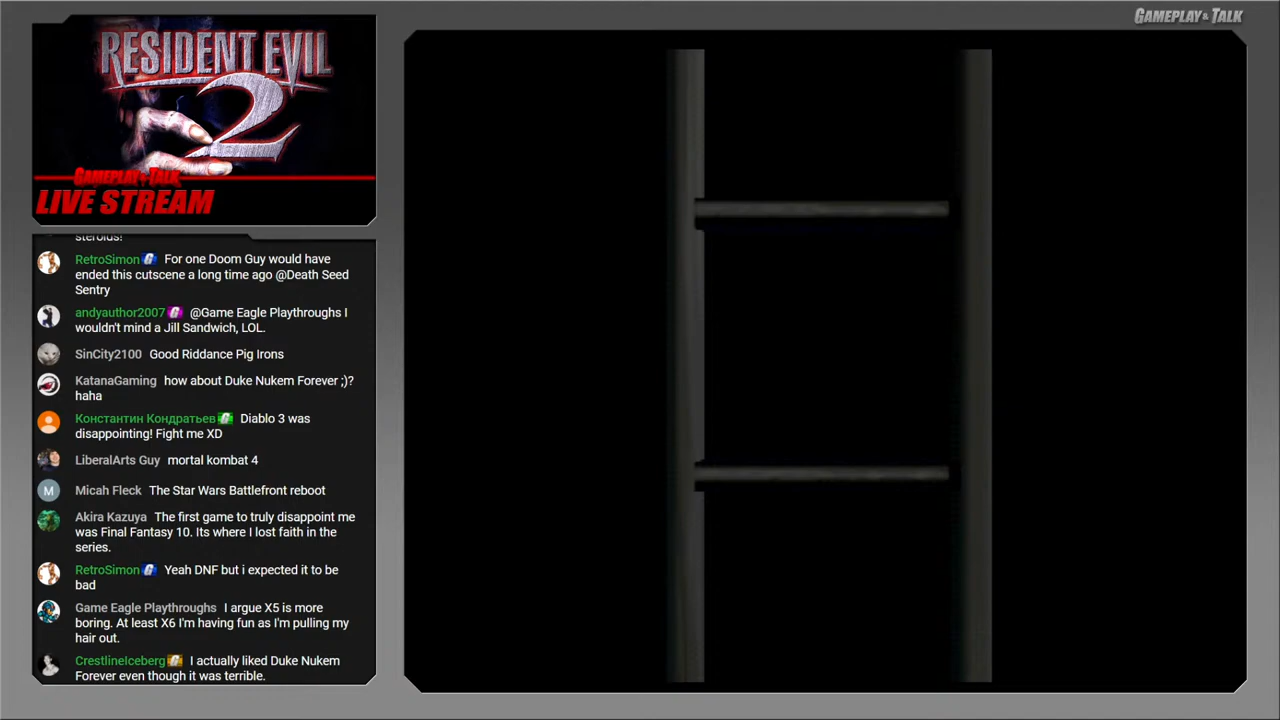 GAMEPLAY & TALK
RESIDENT EVIL
2
GAMEPLAY & TALK
LIVE STREAM
steroids!
RetroSimon For one Doom Guy would have
ended this cutscene a long time ago @Death Seed
Sentry
andyauthor2007 @Game Eagle Playthroughs I
wouldn't mind a Jill Sandwich, LOL.
SinCity2100 Good Riddance Pig Irons
KatanaGaming how about Duke Nukem Forever ;)?
haha
Константин Кондратьев Diablo 3 was
disappointing! Fight me XD
LiberalArts Guy mortal kombat 4
M Micah Fleck The Star Wars Battlefront reboot
Akira Kazuya The first game to truly disappoint me
was Final Fantasy 10. Its where I lost faith in the
series.
RetroSimon Yeah DNF but i expected it to be
bad
Game Eagle Playthroughs I argue X5 is more
boring. At least X6 I'm having fun as I'm pulling my
hair out.
CrestlineIceberg I actually liked Duke Nukem
Forever even though it was terrible.